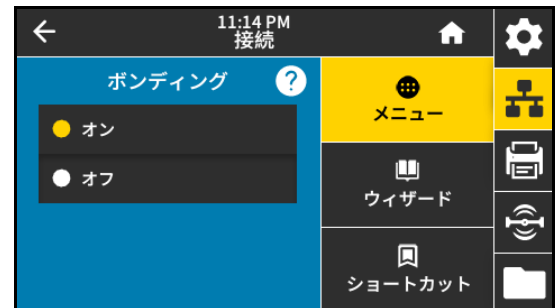 11:14 PM
接続
ボンディング ?
オン
オフ
メニュー
ウィザード
ショートカット